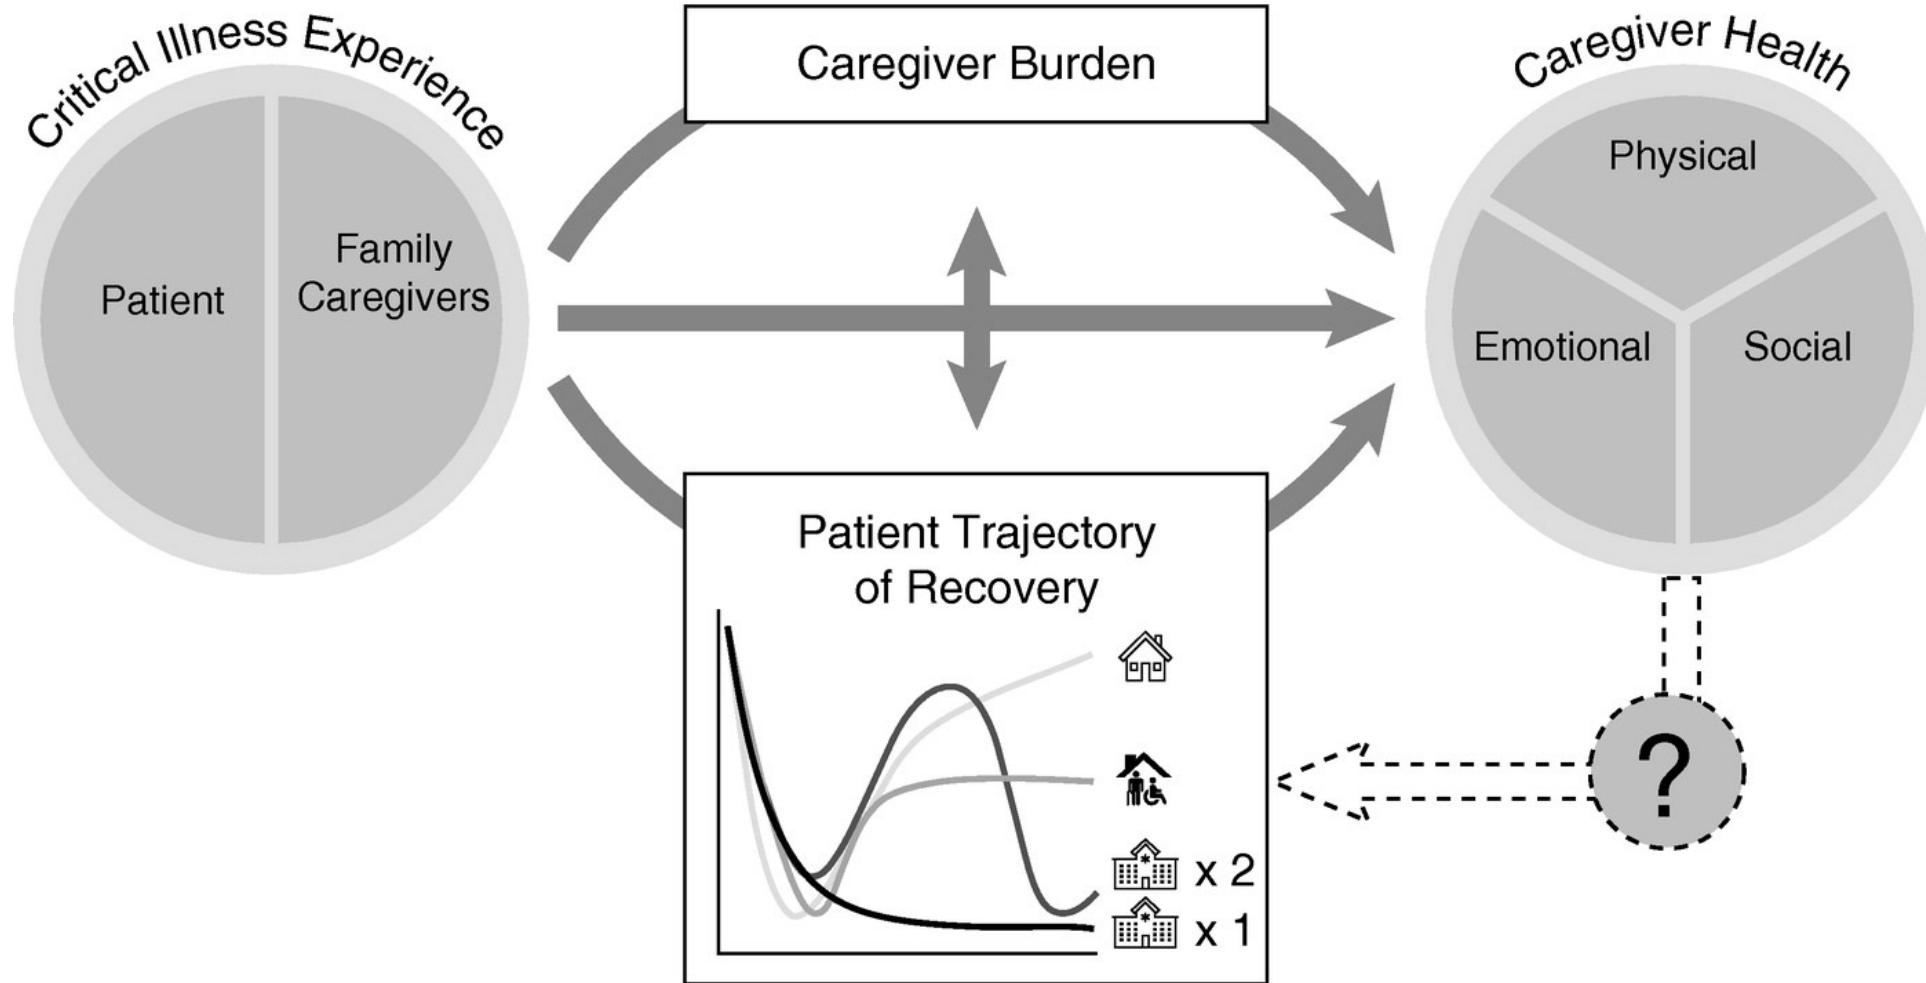 Critical Illness Experience
Patient
Family
Caregivers
Caregiver Burden
Caregiver Health
Physical
Emotional
Social
Patient Trajectory
of Recovery
x 2
x 1
?